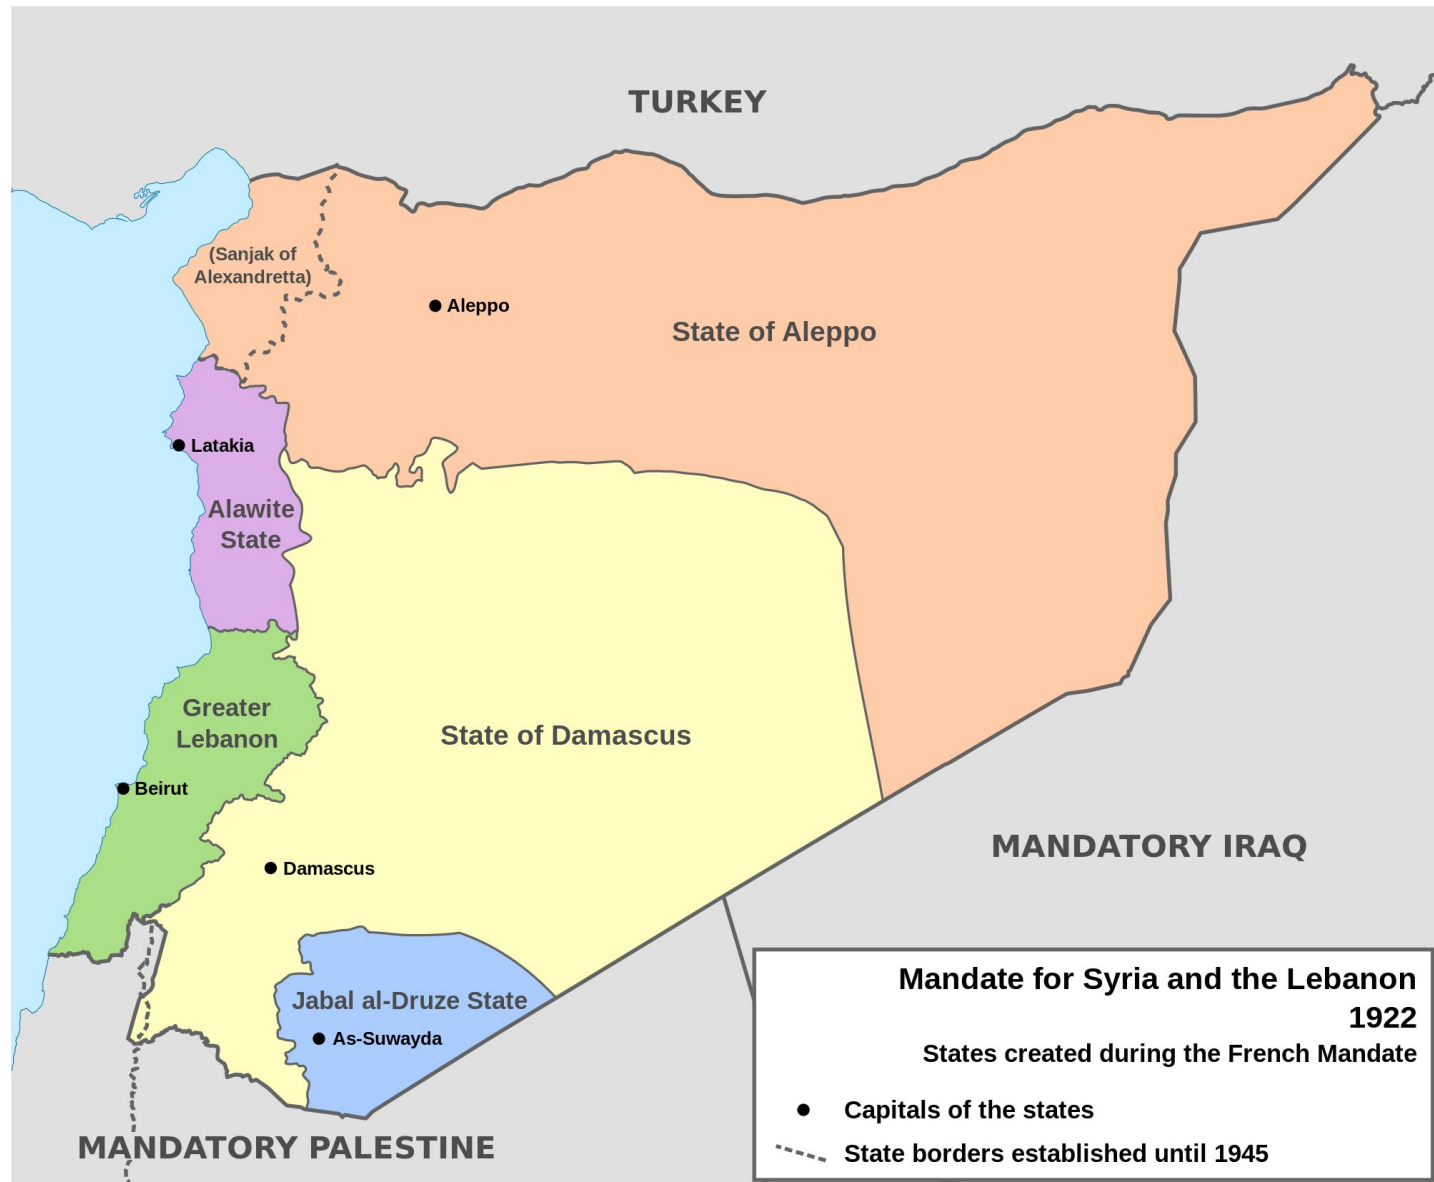 TURKEY
(Sanjak of
Alexandretta)
Aleppo
State of Aleppo
Latakia
Alawite
State
Greater
Lebanon
State of Damascus
Beirut
MANDATORY IRAQ
Damascus
Jabal al-Druze State
As-Suwayda
MANDATORY PALESTINE
Mandate for Syria and the Lebanon
1922
States created during the French Mandate
Capitals of the states
State borders established until 1945